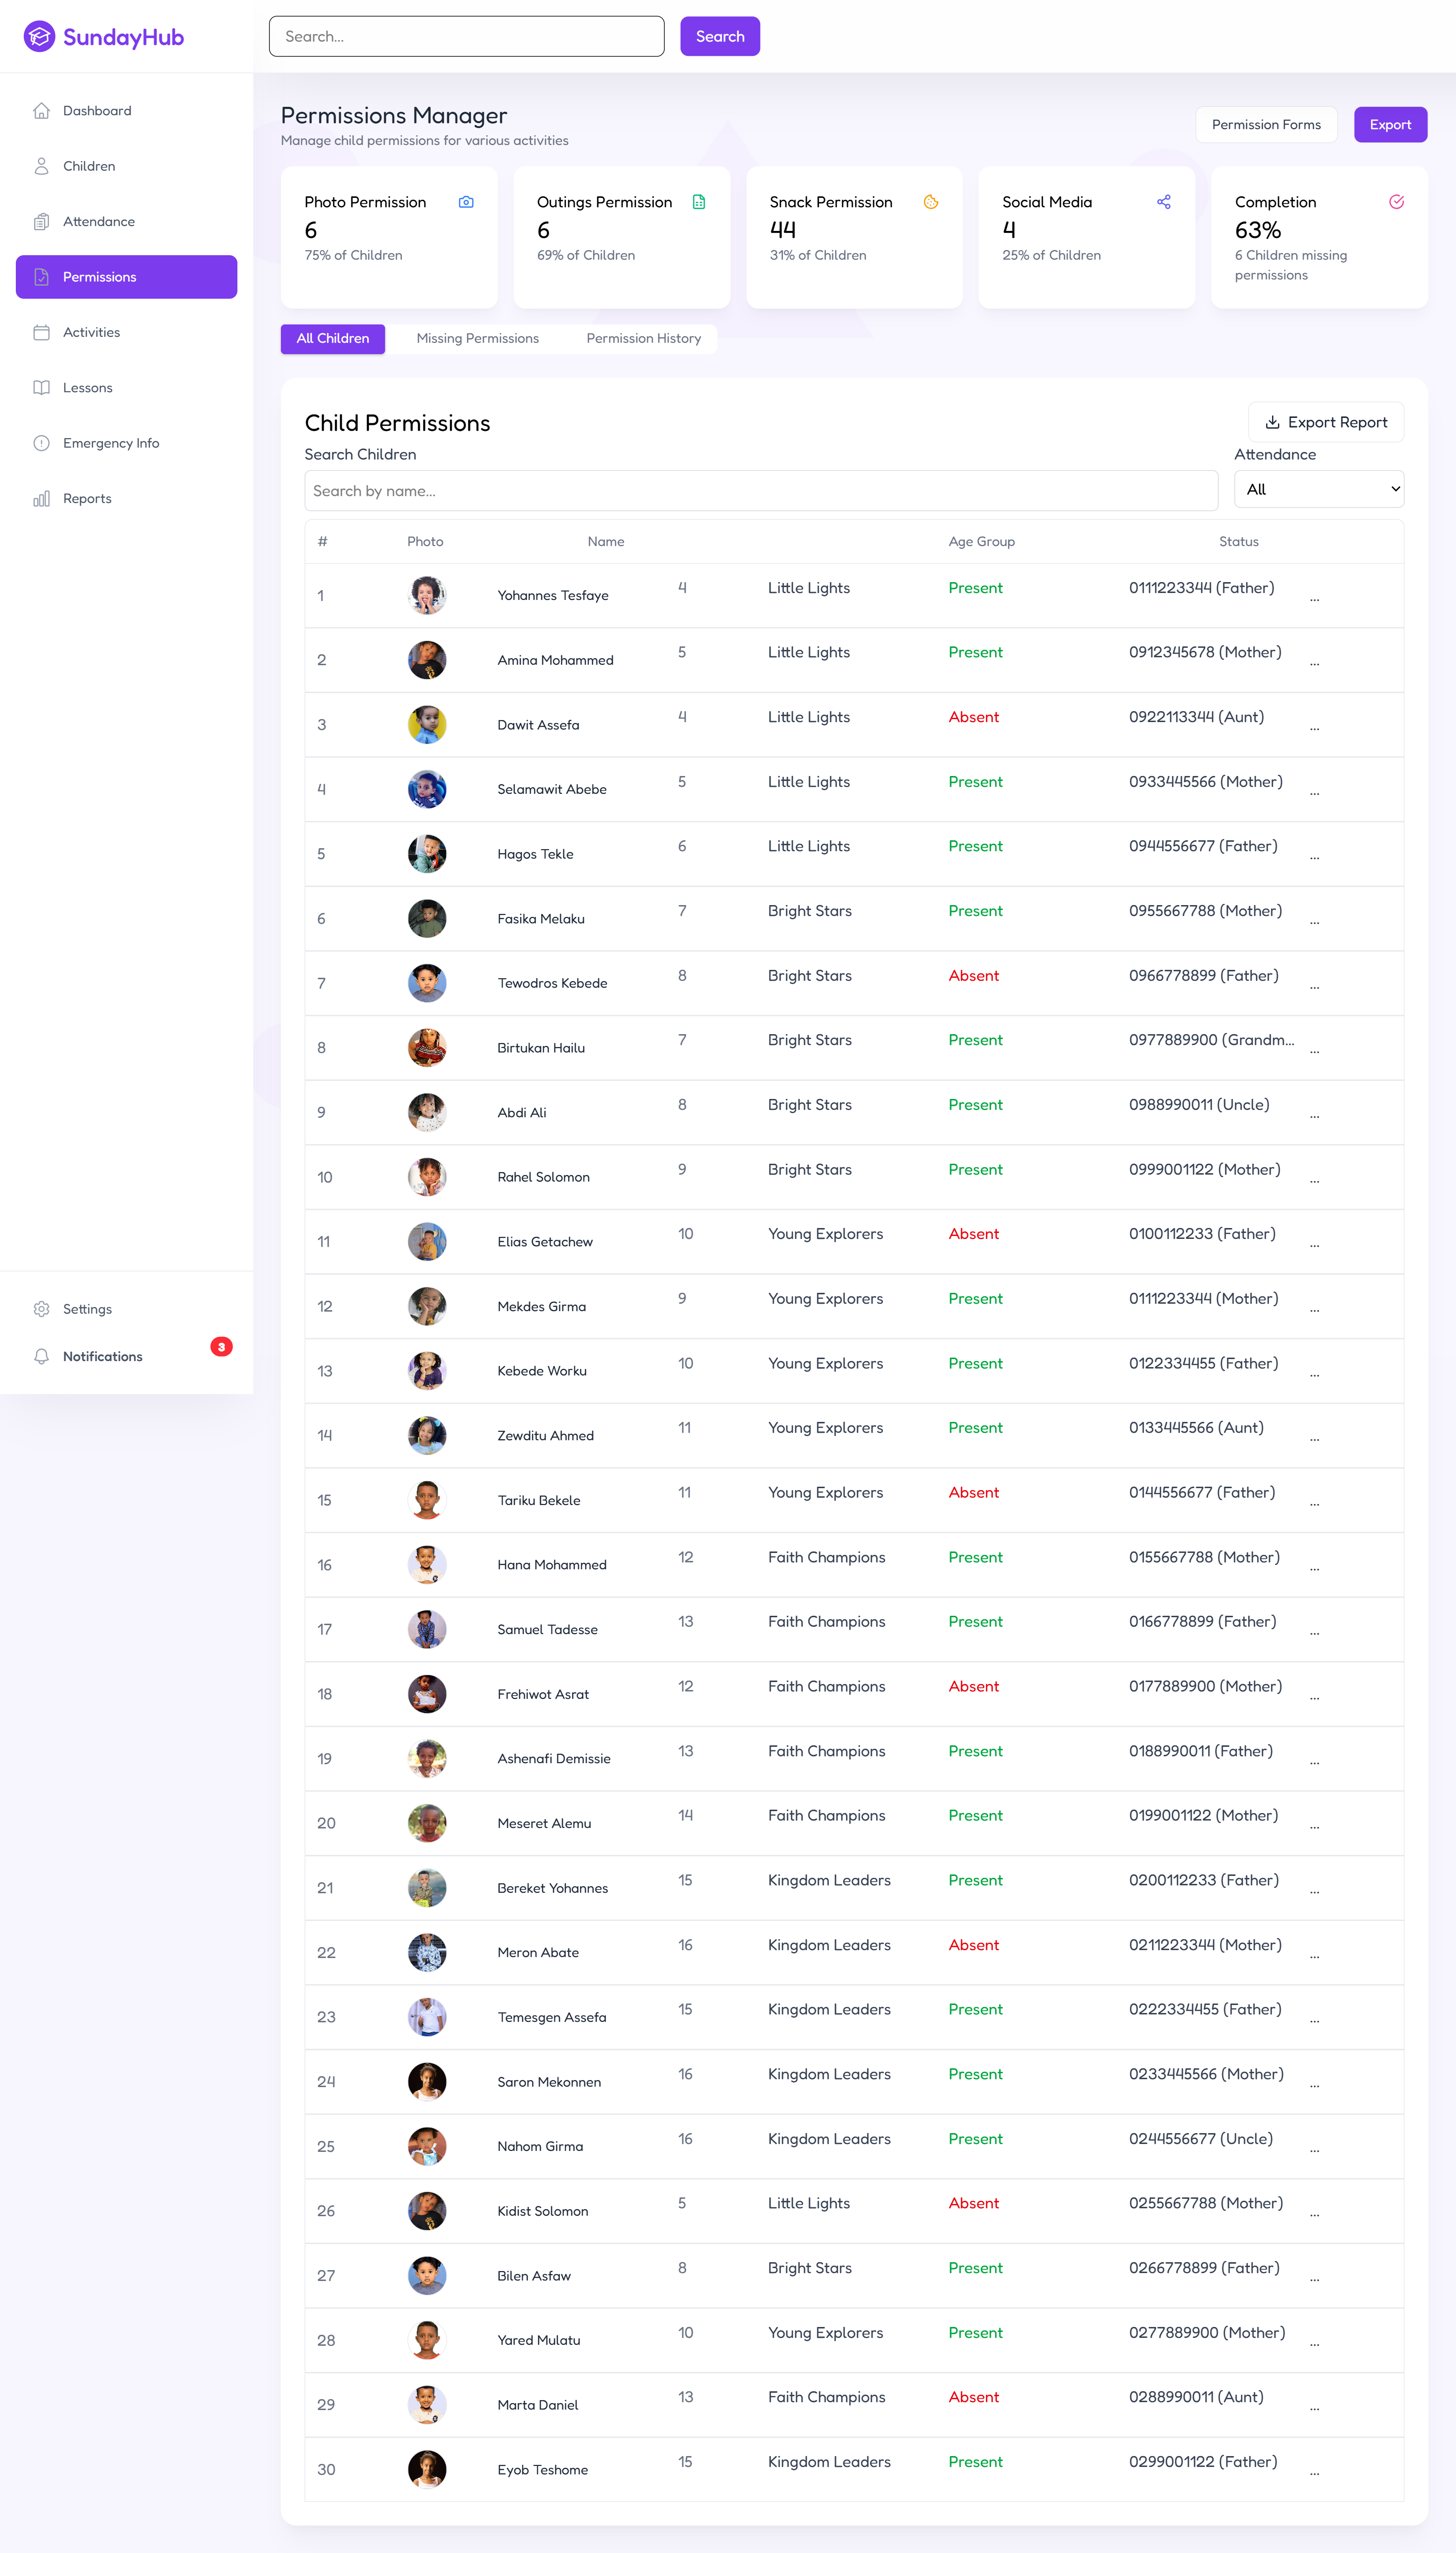 SundayHub
Search...
Search
Dashboard
Children
Attendance
Permissions
Activities
Lessons
Emergency Info
Reports
Settings
Notifications
3
Permissions Manager
Manage child permissions for various activities
Permission Forms
Export
Photo Permission
6
75% of Children
Outings Permission
6
69% of Children
Snack Permission
44
31% of Children
Social Media
4
25% of Children
Completion
63%
6 Children missing
permissions
All Children
Missing Permissions
Permission History
Child Permissions
Export Report
Search Children
Attendance
Search by name...
All
# Photo Name Age Group Status
1 Yohannes Tesfaye 4 Little Lights Present 0111223344 (Father) ...
2 Amina Mohammed 5 Little Lights Present 0912345678 (Mother) ...
3 Dawit Assefa 4 Little Lights Absent 0922113344 (Aunt) ...
4 Selamawit Abebe 5 Little Lights Present 0933445566 (Mother) ...
5 Hagos Tekle 6 Little Lights Present 0944556677 (Father) ...
6 Fasika Melaku 7 Bright Stars Present 0955667788 (Mother) ...
7 Tewodros Kebede 8 Bright Stars Absent 0966778899 (Father) ...
8 Birtukan Hailu 7 Bright Stars Present 0977889900 (Grandm... ...
9 Abdi Ali 8 Bright Stars Present 0988990011 (Uncle) ...
10 Rahel Solomon 9 Bright Stars Present 0999001122 (Mother) ...
11 Elias Getachew 10 Young Explorers Absent 0100112233 (Father) ...
12 Mekdes Girma 9 Young Explorers Present 0111223344 (Mother) ...
13 Kebede Worku 10 Young Explorers Present 0122334455 (Father) ...
14 Zewditu Ahmed 11 Young Explorers Present 0133445566 (Aunt) ...
15 Tariku Bekele 11 Young Explorers Absent 0144556677 (Father) ...
16 Hana Mohammed 12 Faith Champions Present 0155667788 (Mother) ...
17 Samuel Tadesse 13 Faith Champions Present 0166778899 (Father) ...
18 Frehiwot Asrat 12 Faith Champions Absent 0177889900 (Mother) ...
19 Ashenafi Demissie 13 Faith Champions Present 0188990011 (Father) ...
20 Meseret Alemu 14 Faith Champions Present 0199001122 (Mother) ...
21 Bereket Yohannes 15 Kingdom Leaders Present 0200112233 (Father) ...
22 Meron Abate 16 Kingdom Leaders Absent 0211223344 (Mother) ...
23 Temesgen Assefa 15 Kingdom Leaders Present 0222334455 (Father) ...
24 Saron Mekonnen 16 Kingdom Leaders Present 0233445566 (Mother) ...
25 Nahom Girma 16 Kingdom Leaders Present 0244556677 (Uncle) ...
26 Kidist Solomon 5 Little Lights Absent 0255667788 (Mother) ...
27 Bilen Asfaw 8 Bright Stars Present 0266778899 (Father) ...
28 Yared Mulatu 10 Young Explorers Present 0277889900 (Mother) ...
29 Marta Daniel 13 Faith Champions Absent 0288990011 (Aunt) ...
30 Eyob Teshome 15 Kingdom Leaders Present 0299001122 (Father) ...